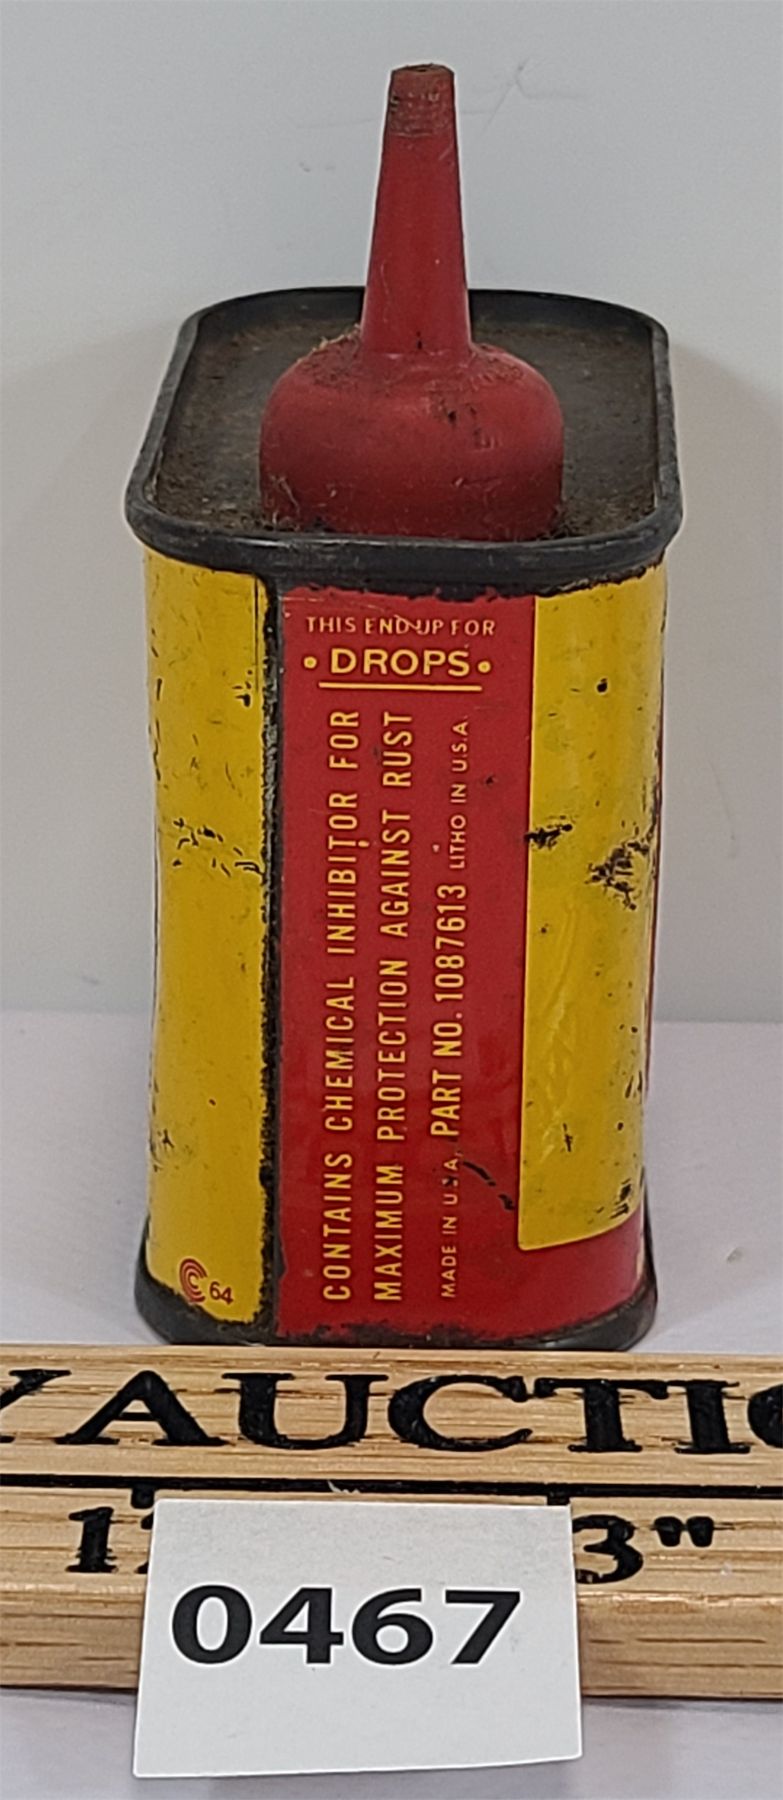 THIS END UP FOR
• DROPS •
CONTAINS CHEMICAL INHIBITOR FOR
MAXIMUM PROTECTION AGAINST RUST
MADE IN U.S.A. PART NO. 1087613 LITHO IN U.S.A.
C 64
Y AUCTIO
3"
0467